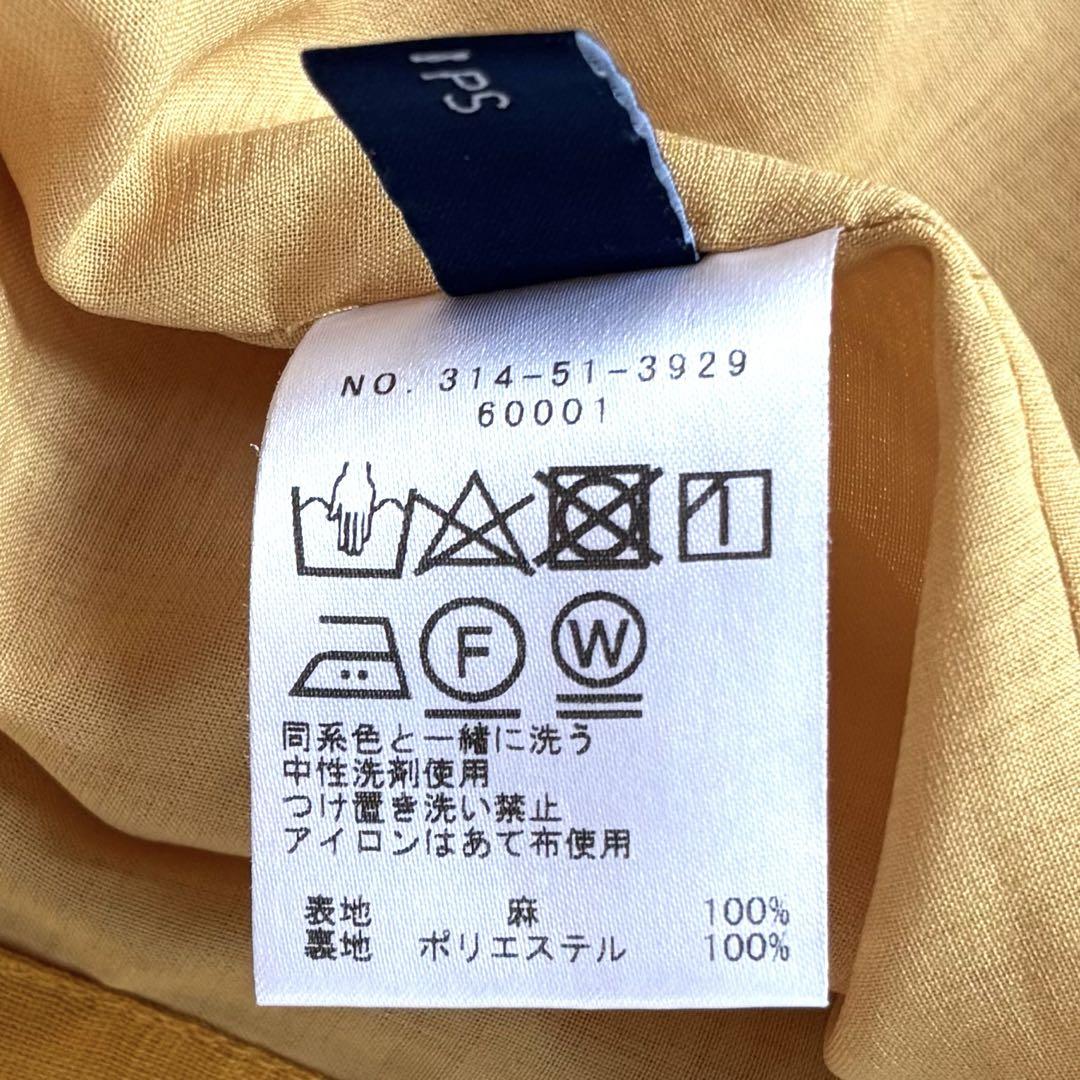 IPS
NO. 314-51-3929
60001
F
W
同系色と一緒に洗う
中性洗剤使用
つけ置き洗い禁止
アイロンはあて布使用
表地 麻 100%
裏地 ポリエステル 100%